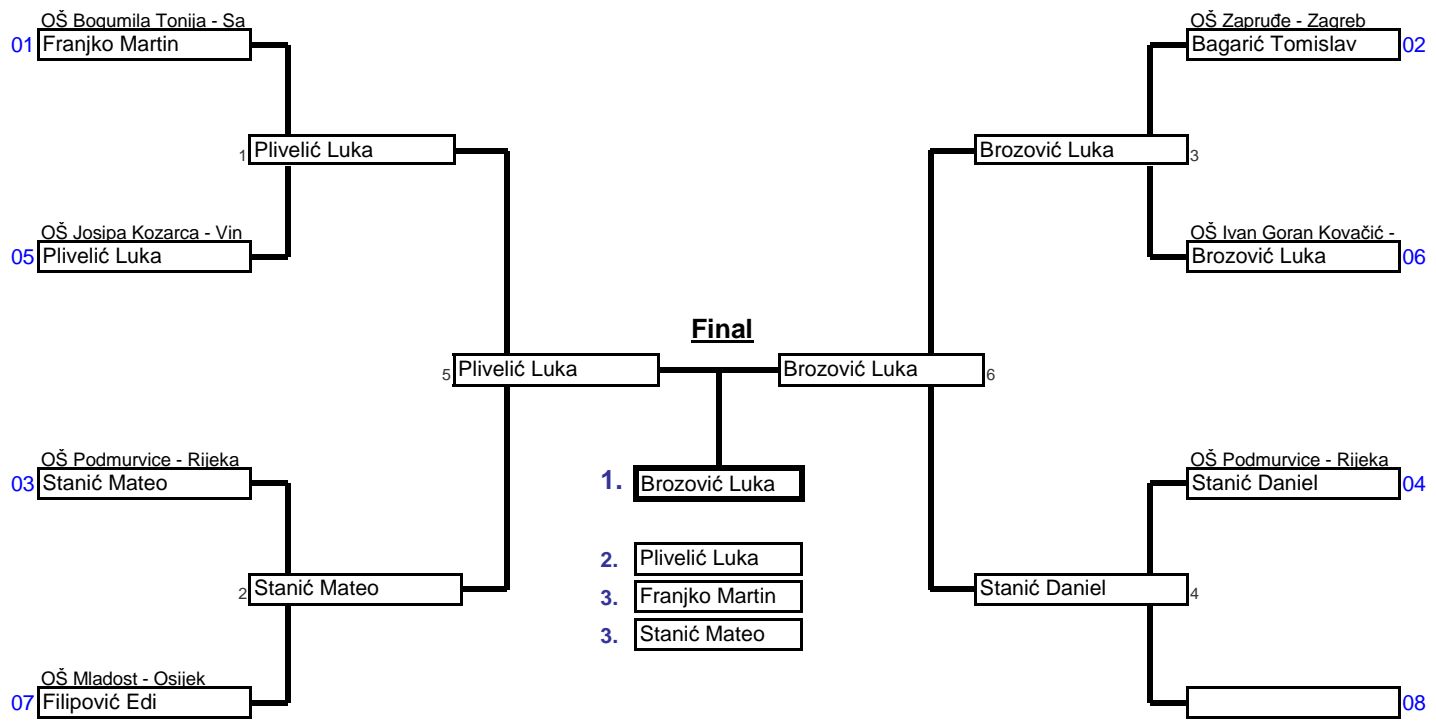 OŠ Bogumila Tonija - Sa
01 Franjko Martin
OŠ Zapruđe - Zagreb
Bagarić Tomislav 02
1 Plivelić Luka
Brozović Luka 3
OŠ Josipa Kozarca - Vin
05 Plivelić Luka
OŠ Ivan Goran Kovačić -
Brozović Luka 06
Final
5 Plivelić Luka
Brozović Luka 6
OŠ Podmurvice - Rijeka
03 Stanić Mateo
1. Brozović Luka
OŠ Podmurvice - Rijeka
Stanić Daniel 04
2. Plivelić Luka
2 Stanić Mateo
3. Franjko Martin
Stanić Daniel 4
3. Stanić Mateo
OŠ Mladost - Osijek
07 Filipović Edi
08